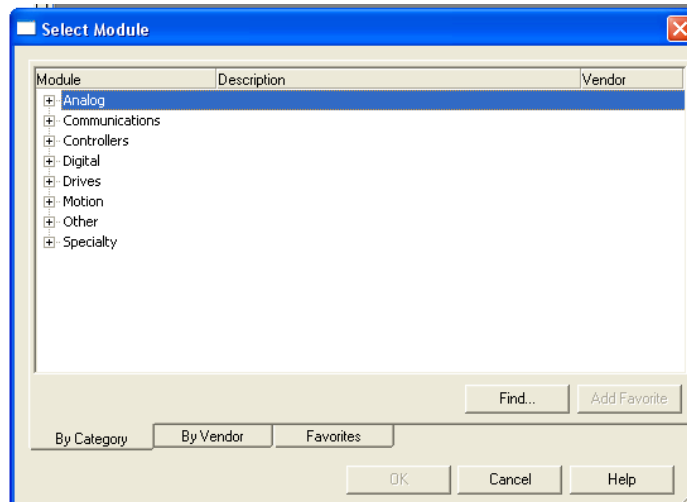 Select Module
Module Description Vendor
Analog
Communications
Controllers
Digital
Drives
Motion
Other
Specialty
Find... Add Favorite
By Category By Vendor Favorites
OK Cancel Help